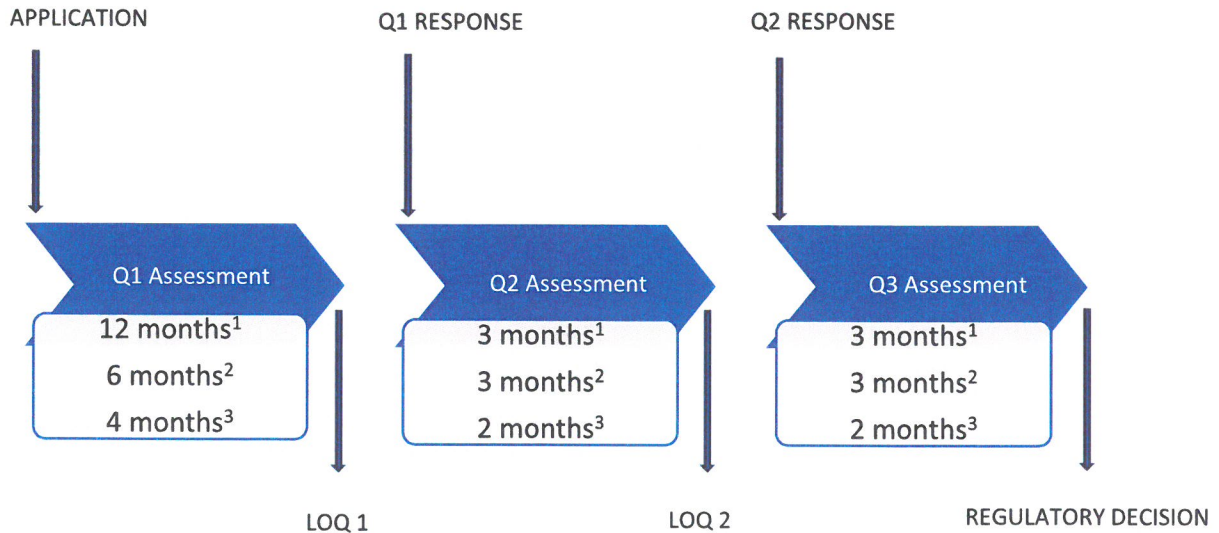 APPLICATION
Q1 RESPONSE
Q2 RESPONSE
Q1 Assessment
Q2 Assessment
Q3 Assessment
12 months¹
6 months²
4 months³
3 months¹
3 months²
2 months³
3 months¹
3 months²
2 months³
LOQ 1
LOQ 2
REGULATORY DECISION